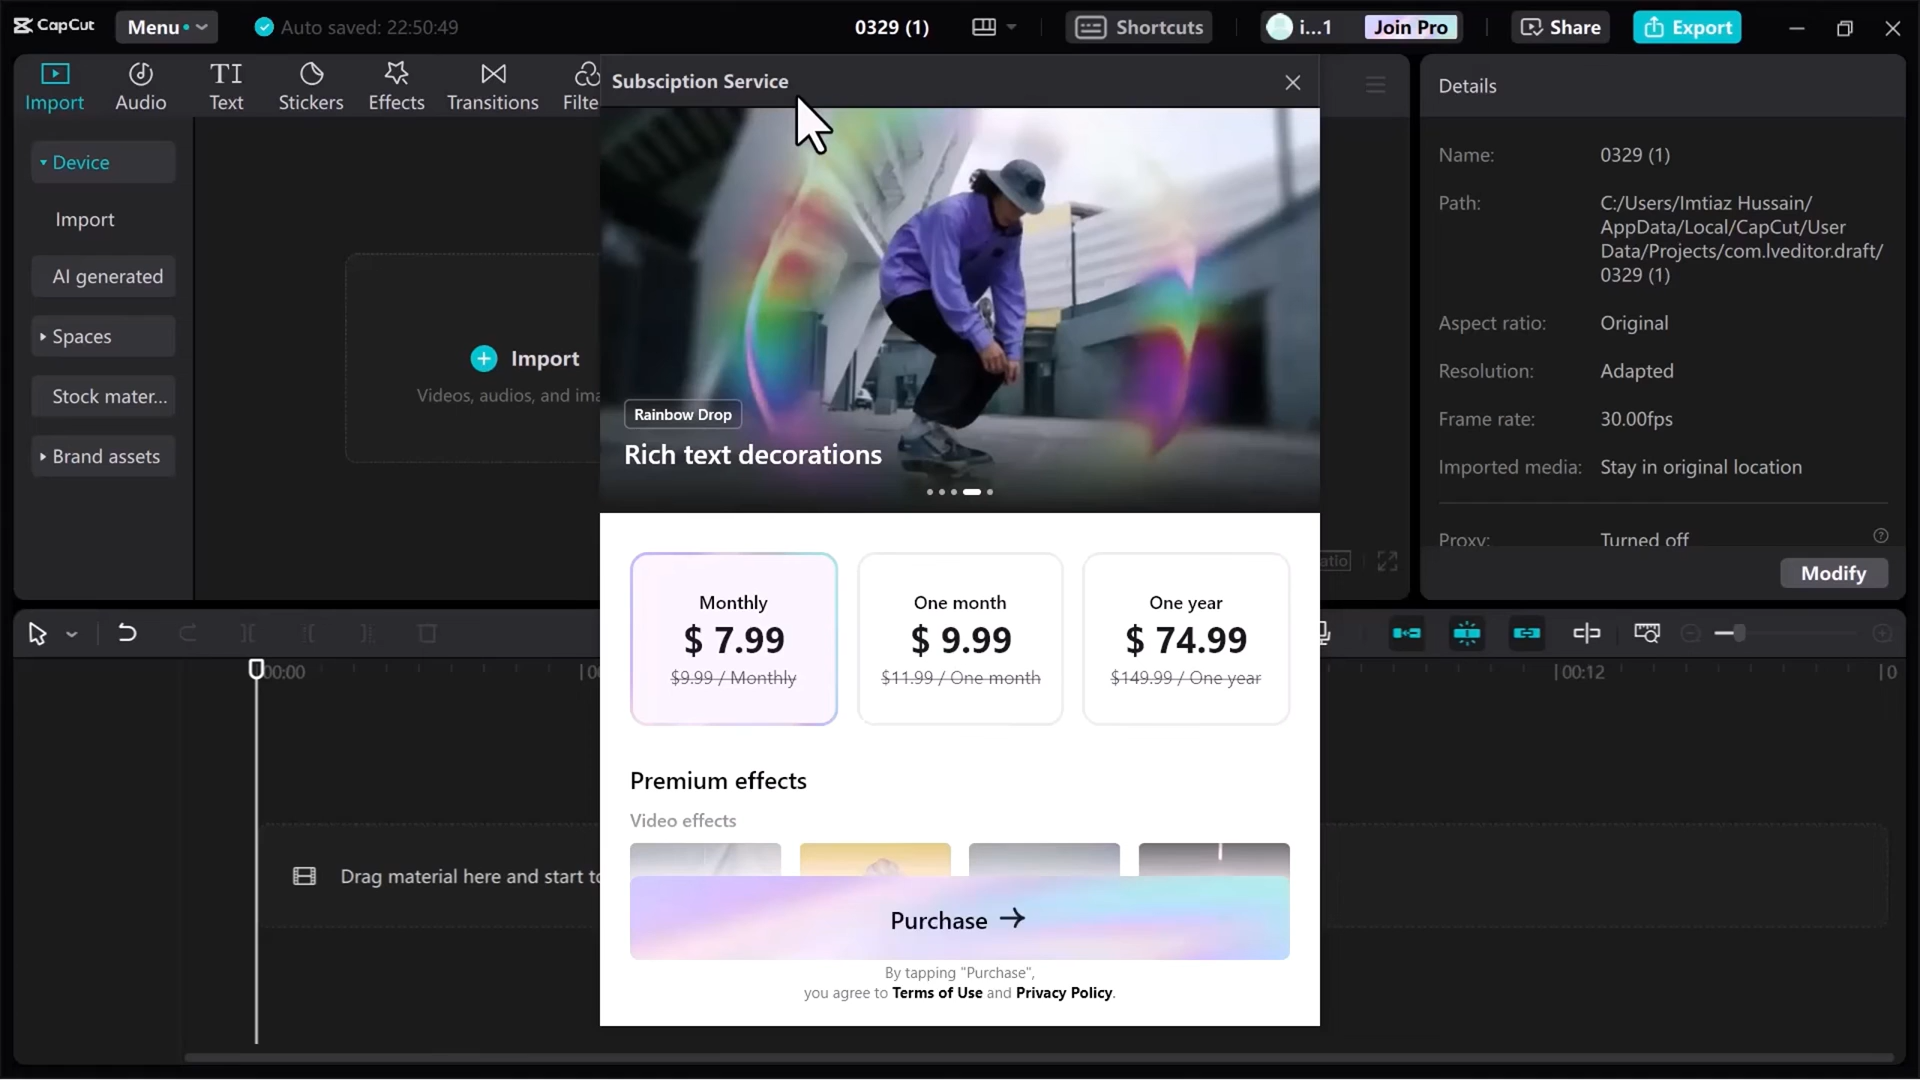 CapCut
Menu
Auto saved: 22:50:49
0329 (1)
Shortcuts
i...1
Join Pro
Share
Export
Import
Audio
TI
Text
Stickers
Effects
Transitions
Filte
Subsciption Service
Details
Device
Import
AI generated
Spaces
Stock mater...
Brand assets
Import
Videos, audios, and ima
Rainbow Drop
Rich text decorations
Name: 0329 (1)
Path: C:/Users/Imtiaz Hussain/
AppData/Local/CapCut/User
Data/Projects/com.lveditor.draft/
0329 (1)
Aspect ratio: Original
Resolution: Adapted
Frame rate: 30.00fps
Imported media: Stay in original location
Proxy: Turned off
Modify
atio
Monthly
$ 7.99
$9.99 / Monthly
One month
$ 9.99
$11.99 / One month
One year
$ 74.99
$149.99 / One year
00:00
|00
|00:12
|0
Premium effects
Video effects
Drag material here and start to
Purchase →
By tapping "Purchase",
you agree to Terms of Use and Privacy Policy.